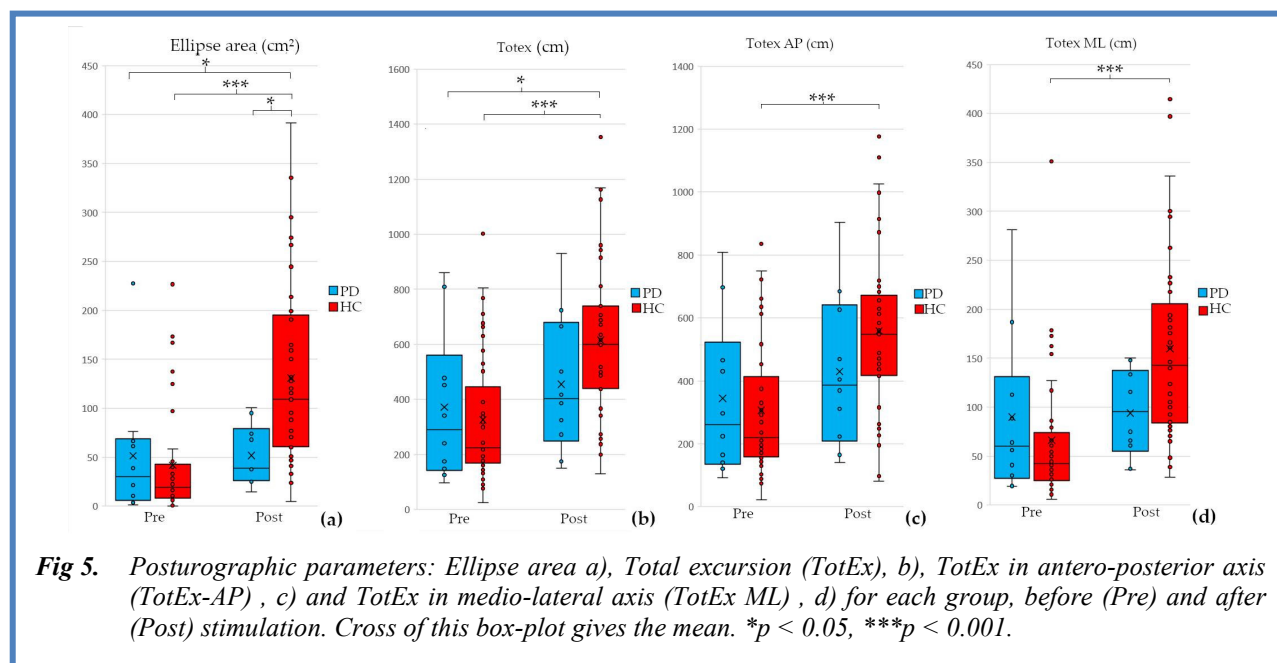 Ellipse area (cm²)
*
***
*
450
400
350
300
250
200
150
100
50
0
Pre
Post
PD
HC
(a)
Totex (cm)
*
***
1600
1400
1200
1000
800
600
400
200
0
Pre
Post
PD
HC
(b)
Totex AP (cm)
***
1400
1200
1000
800
600
400
200
0
Pre
Post
PD
HC
(c)
Totex ML (cm)
***
450
400
350
300
250
200
150
100
50
0
Pre
Post
PD
HC
(d)
Fig 5. Posturographic parameters: Ellipse area a), Total excursion (TotEx), b), TotEx in antero-posterior axis
(TotEx-AP) , c) and TotEx in medio-lateral axis (TotEx ML) , d) for each group, before (Pre) and after
(Post) stimulation. Cross of this box-plot gives the mean. *p < 0.05, ***p < 0.001.